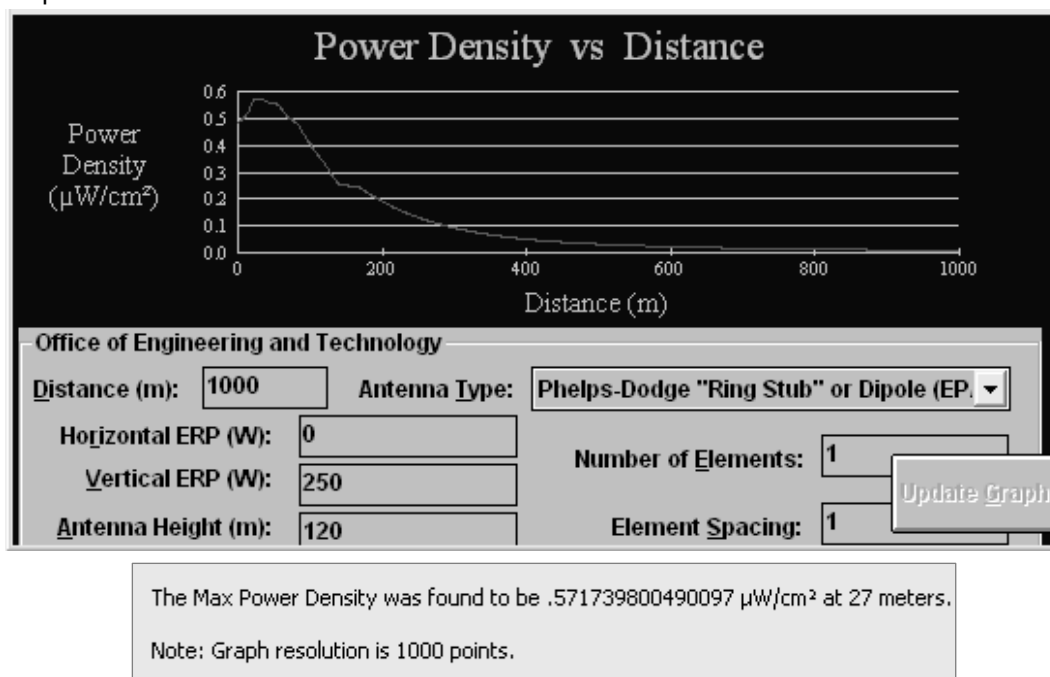 Power Density vs Distance
Power
Density
(µW/cm²)
0.6
0.5
0.4
0.3
0.2
0.1
0.0
0 200 400 600 800 1000
Distance (m)
Office of Engineering and Technology
Distance (m): 1000 Antenna Type: Phelps-Dodge "Ring Stub" or Dipole (EP.
Horizontal ERP (W): 0
Number of Elements: 1
Vertical ERP (W): 250
Update Graph
Antenna Height (m): 120 Element Spacing: 1
The Max Power Density was found to be .571739800490097 µW/cm² at 27 meters.
Note: Graph resolution is 1000 points.